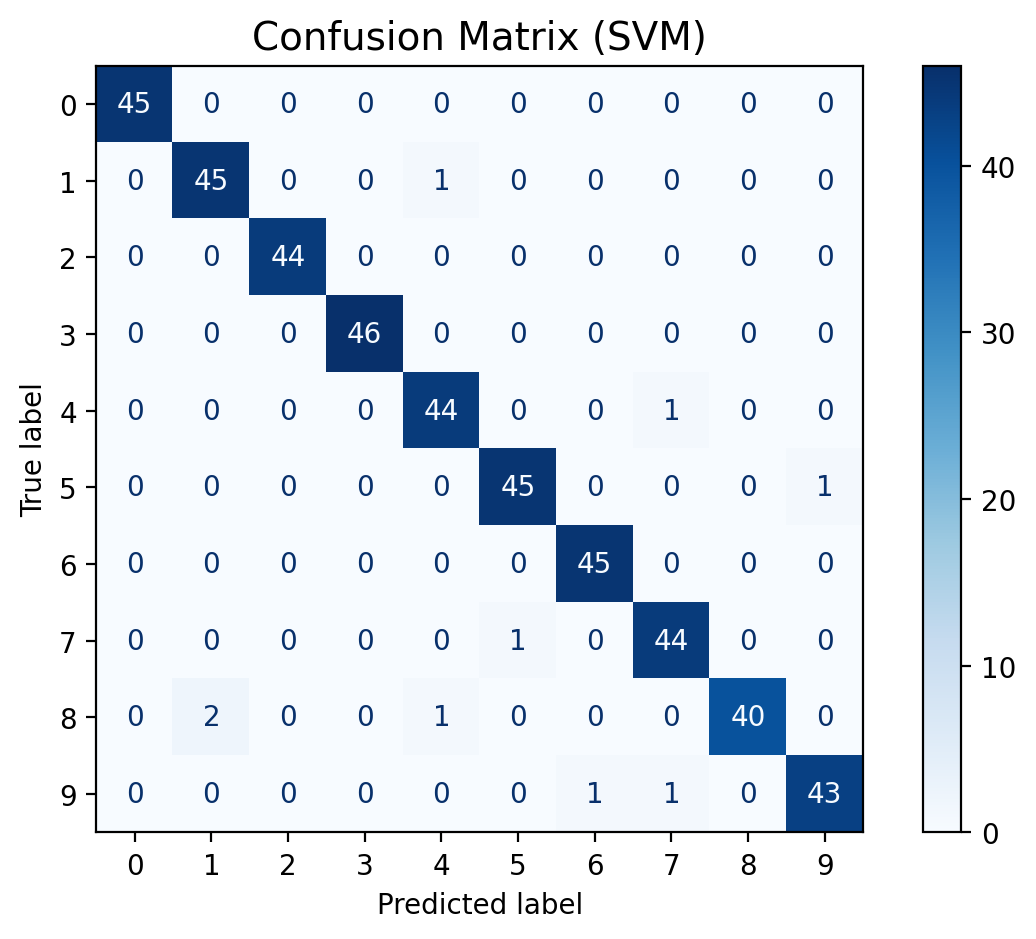 Confusion Matrix (SVM)
0 45 0 0 0 0 0 0 0 0 0
1 0 45 0 0 1 0 0 0 0 0
2 0 0 44 0 0 0 0 0 0 0
3 0 0 0 46 0 0 0 0 0 0
4 0 0 0 0 44 0 0 1 0 0
5 0 0 0 0 0 45 0 0 0 1
6 0 0 0 0 0 0 45 0 0 0
7 0 0 0 0 0 1 0 44 0 0
8 0 2 0 0 1 0 0 0 40 0
9 0 0 0 0 0 0 1 1 0 43
0 1 2 3 4 5 6 7 8 9
Predicted label
True label
40
30
20
10
0